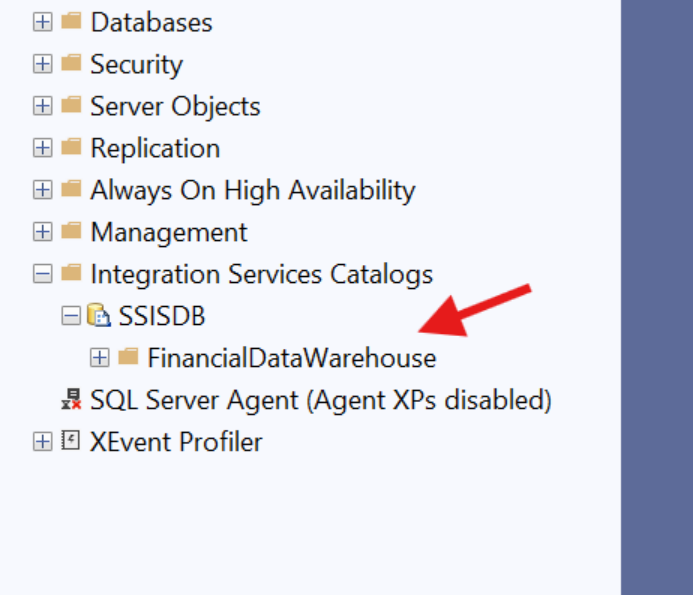 Databases
Security
Server Objects
Replication
Always On High Availability
Management
Integration Services Catalogs
SSISDB
FinancialDataWarehouse
SQL Server Agent (Agent XPs disabled)
XEvent Profiler